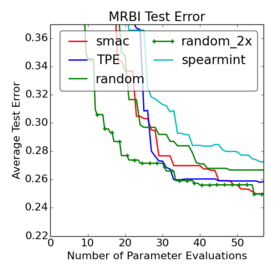 MRBI Test Error
smac
random_2x
TPE
spearmint
random
Average Test Error
0.36
0.34
0.32
0.30
0.28
0.26
0.24
0.22
0 10 20 30 40 50
Number of Parameter Evaluations